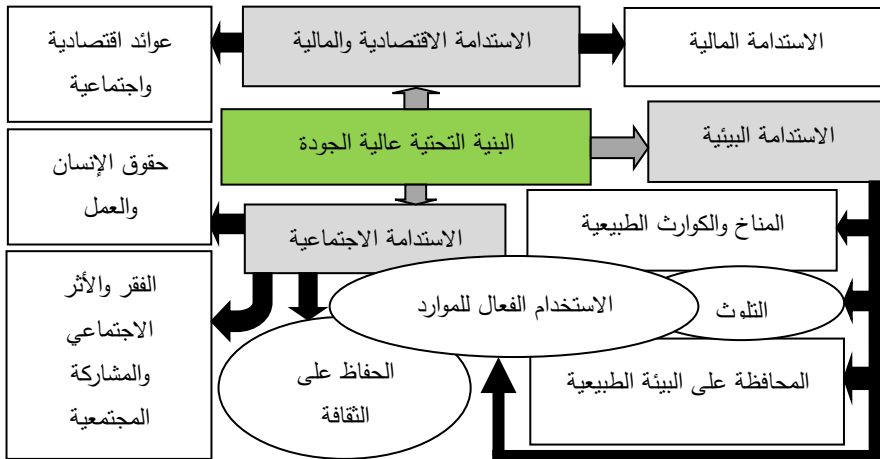 الاستدامة المالية
الاستدامة الاقتصادية والمالية
عوائد اقتصادية
واجتماعية
الاستدامة البيئية
البنية التحتية عالية الجودة
حقوق الإنسان
والعمل
المناخ والكوارث الطبيعية
الاستدامة الاجتماعية
التلوث
الاستخدام الفعال للموارد
الفقر والأثر
الاجتماعي
والمشاركة
المجتمعية
المحافظة على البيئة الطبيعية
الحفاظ على
الثقافة